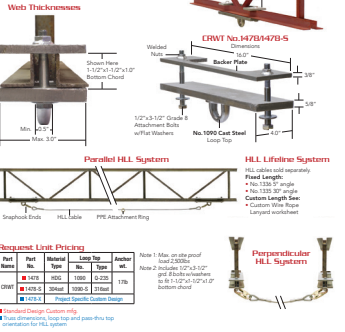 Web Thicknesses
Shown Here
1-1/2"x1-1/2"x1.0"
Bottom Chord
Min. 0.5"
Max. 3.0"
CRWT No.1478/1478-S
Dimensions
Welded
Nuts
16.0"
Backer Plate
3/8"
5/8"
1/2"x3-1/2" Grade 8
Attachment Bolts
w/Flat Washers
No.1090 Cast Steel
Loop Top
4.0"
Parallel HLL System
Snaphook Ends
HLL cable
PPE Attachment Ring
HLL Lifeline System
HLL cables sold separately.
Fixed Length:
• No.1336 5° angle
• No.1335 30° angle
Custom Length See:
• Custom Wire Rope
Lanyard worksheet
Request Unit Pricing
Part Name
Part No.
Material Type
Loop Top
No.
Type
Anchor wt.
CRWT
1478
HDG
1090
Q-235
17lb
1478-S
304sst
1090-S
316sst
1478-X
Project Specific Custom Design
Standard Design Custom mfg.
Truss dimensions, loop top and pass-thru top
orientation for HLL system
Note 1: Max. on site proof
load 2,500lbs
Note 2: Includes 1/2"x3-1/2"
grd. 8 bolts w/washers
to fit 1-1/2"x1-1/2"x1.0"
bottom chord
Perpendicular
HLL System